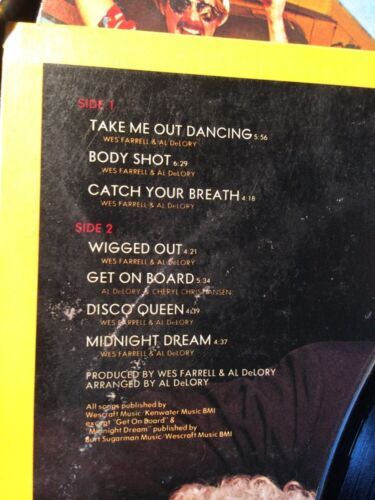 SIDE 1
TAKE ME OUT DANCING 5:56
WES FARRELL & AL DeLORY
BODY SHOT 6:29
WES FARRELL & AL DeLORY
CATCH YOUR BREATH 4:18
WES FARRELL & AL DeLORY
SIDE 2
WIGGED OUT 4:21
WES FARRELL & AL DeLORY
GET ON BOARD 5:34
AL DeLORY & CHERYL CHRISTIANSEN
DISCO QUEEN 4:39
WES FARRELL & AL DeLORY
MIDNIGHT DREAM 4:37
WES FARRELL & AL DeLORY
PRODUCED BY WES FARRELL & AL DeLORY
ARRANGED BY AL DeLORY
All songs published by
Wescraft Music/Kenwater Music BMI
except "Get On Board" &
"Midnight Dream" published by
Burt Sugarman Music/Wescraft Music BMI